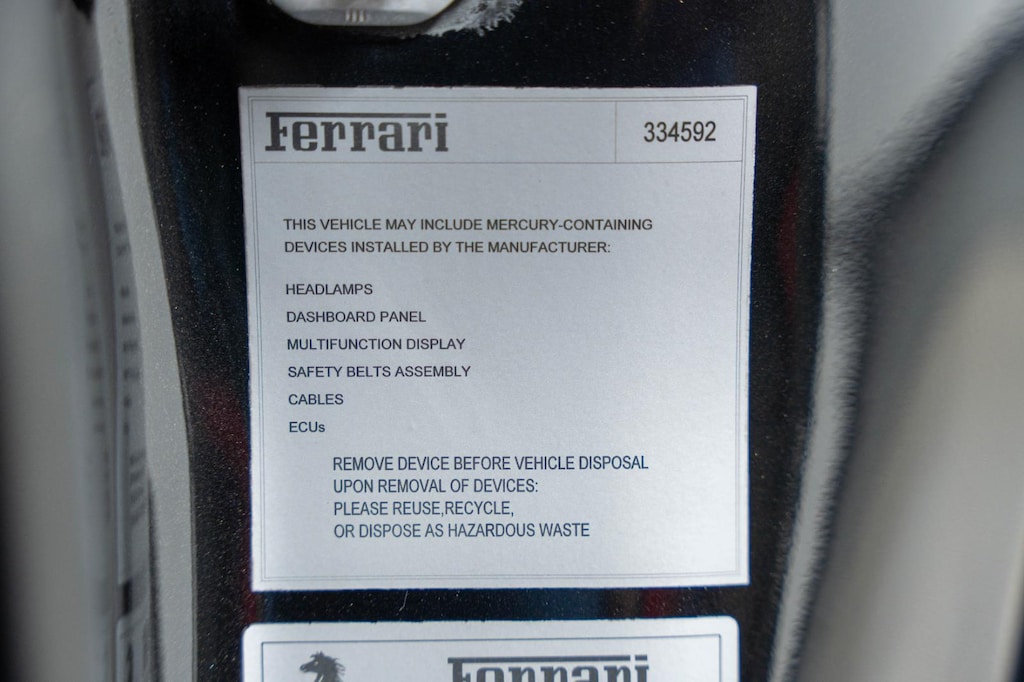 Ferrari 334592
THIS VEHICLE MAY INCLUDE MERCURY-CONTAINING
DEVICES INSTALLED BY THE MANUFACTURER:
HEADLAMPS
DASHBOARD PANEL
MULTIFUNCTION DISPLAY
SAFETY BELTS ASSEMBLY
CABLES
ECUs
REMOVE DEVICE BEFORE VEHICLE DISPOSAL
UPON REMOVAL OF DEVICES:
PLEASE REUSE,RECYCLE,
OR DISPOSE AS HAZARDOUS WASTE
Ferrari